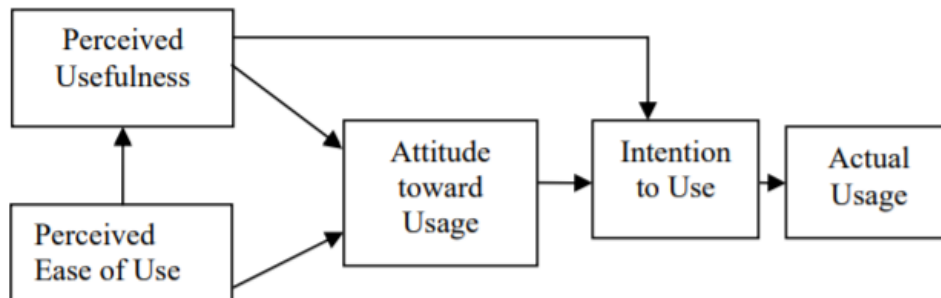 Perceived
Usefulness
Attitude
toward
Usage
Intention
to Use
Actual
Usage
Perceived
Ease of Use